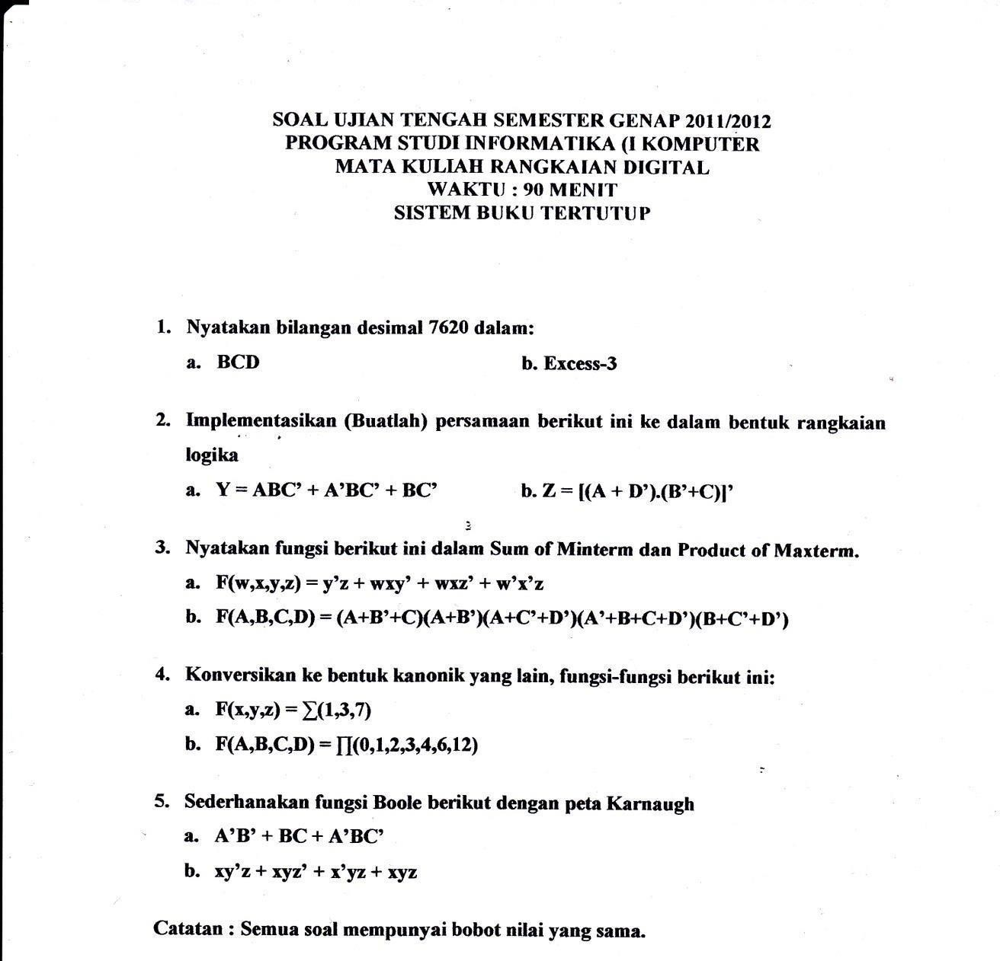 SOAL UJIAN TENGAH SEMESTER GENAP 2011/2012
PROGRAM STUDI INFORMATIKA (I KOMPUTER
MATA KULIAH RANGKAIAN DIGITAL
WAKTU : 90 MENIT
SISTEM BUKU TERTUTUP
1. Nyatakan bilangan desimal 7620 dalam:
a. BCD b. Excess-3
2. Implementasikan (Buatlah) persamaan berikut ini ke dalam bentuk rangkaian
logika
a. Y = ABC’ + A’BC’ + BC’ b. Z = [(A + D’).(B’+C)]’
3. Nyatakan fungsi berikut ini dalam Sum of Minterm dan Product of Maxterm.
a. F(w,x,y,z) = y’z + wxy’ + wxz’ + w’x’z
b. F(A,B,C,D) = (A+B’+C)(A+B’)(A+C’+D’)(A’+B+C+D’)(B+C’+D’)
4. Konversikan ke bentuk kanonik yang lain, fungsi-fungsi berikut ini:
a. F(x,y,z) = ∑(1,3,7)
b. F(A,B,C,D) = ∏(0,1,2,3,4,6,12)
5. Sederhanakan fungsi Boole berikut dengan peta Karnaugh
a. A’B’ + BC + A’BC’
b. xy’z + xyz’ + x’yz + xyz
Catatan : Semua soal mempunyai bobot nilai yang sama.